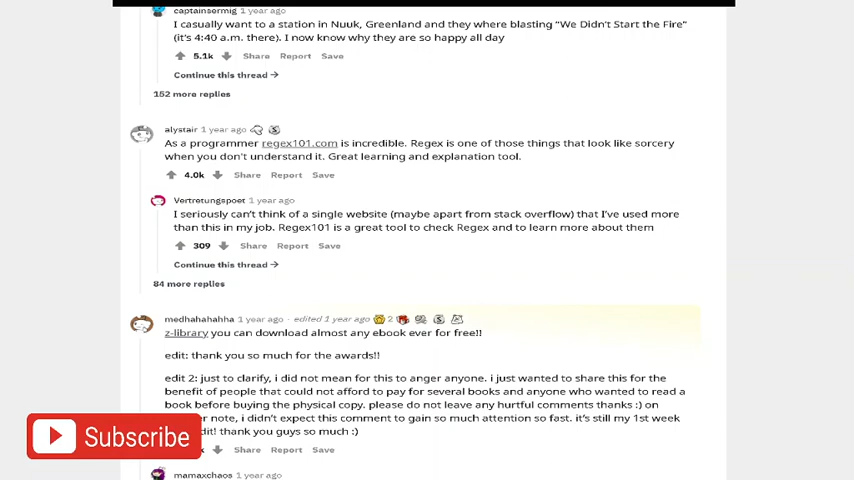 captainsermig 1 year ago
I casually want to a station in Nuuk, Greenland and they where blasting “We Didn’t Start the Fire”
(it’s 4:40 a.m. there). I now know why they are so happy all day
5.1k Share Report Save
Continue this thread →
152 more replies
alystair 1 year ago
As a programmer regex101.com is incredible. Regex is one of those things that look like sorcery
when you don't understand it. Great learning and explanation tool.
4.0k Share Report Save
Vertretungspoet 1 year ago
I seriously can’t think of a single website (maybe apart from stack overflow) that I’ve used more
than this in my job. Regex101 is a great tool to check Regex and to learn more about them
309 Share Report Save
Continue this thread →
84 more replies
medhahahahha 1 year ago · edited 1 year ago 2
z-library you can download almost any ebook ever for free!!
edit: thank you so much for the awards!!
edit 2: just to clarify, i did not mean for this to anger anyone. i just wanted to share this for the
benefit of people that could not afford to pay for several books and anyone who wanted to read a
book before buying the physical copy. please do not leave any hurtful comments thanks :) on
er note, i didn’t expect this comment to gain so much attention so fast. it’s still my 1st week
edit! thank you guys so much :)
Share Report Save
mamaxchaos 1 year ago
Subscribe